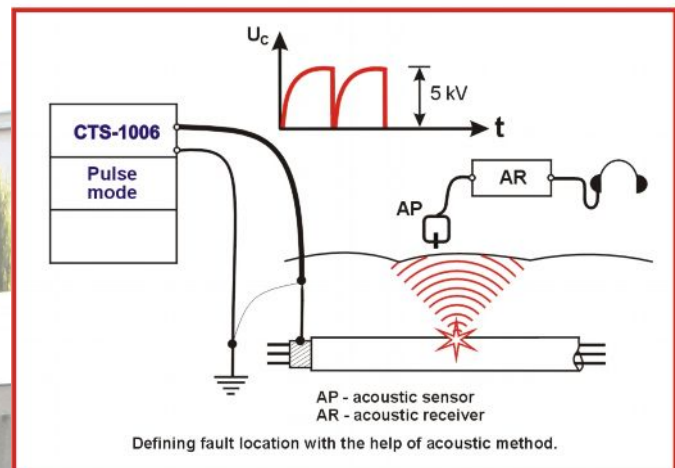 U_C
5 kV
t
CTS-1006
Pulse
mode
AR
AP
AP - acoustic sensor
AR - acoustic receiver
Defining fault location with the help of acoustic method.